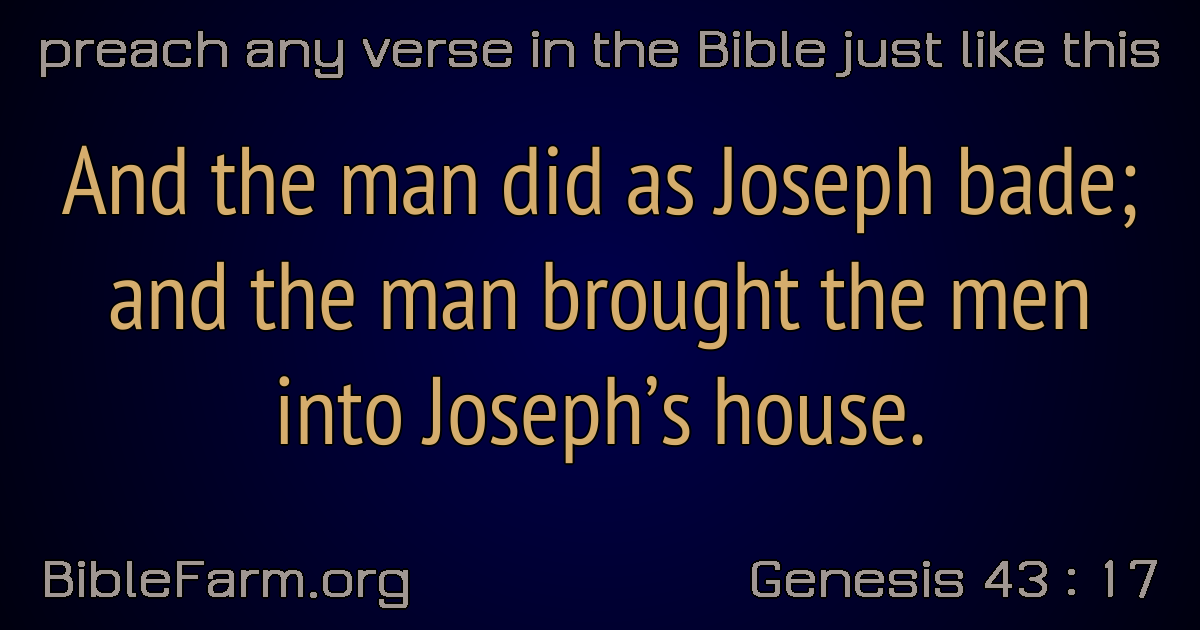 preach any verse in the Bible just like this
And the man did as Joseph bade;
and the man brought the men
into Joseph’s house.
BibleFarm.org
Genesis 43 : 17